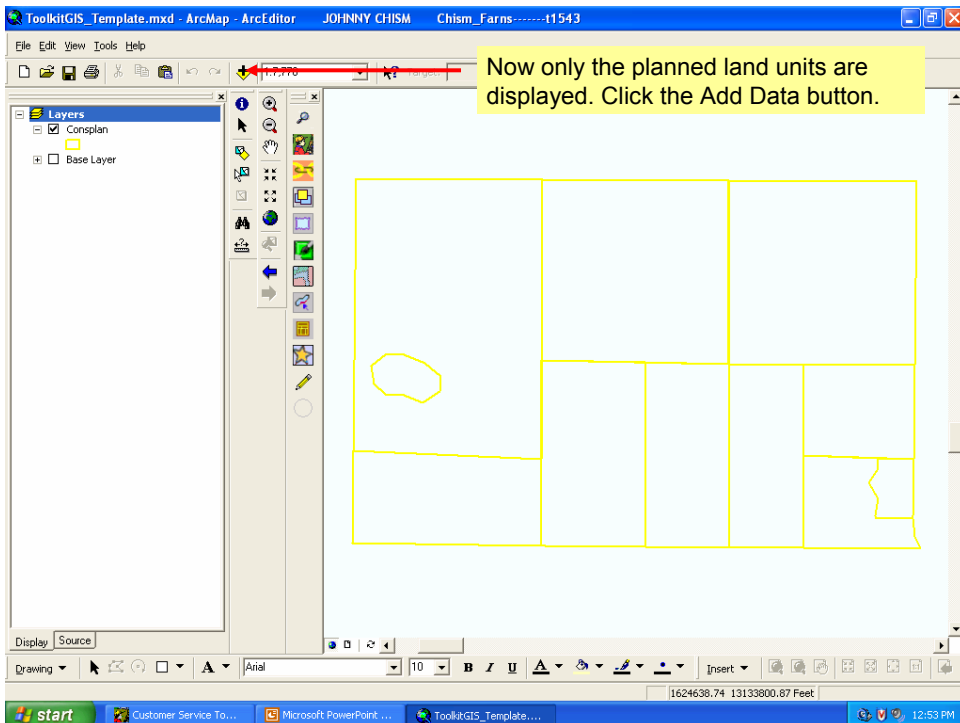 ToolkitGIS_Template.mxd - ArcMap - ArcEditor JOHNNY CHISM Chism_Farns-------t1543
File Edit View Tools Help
Now only the planned land units are
displayed. Click the Add Data button.
Layers
Consplan
Base Layer
Display Source
Drawing A Arial 10 B I U A Insert
1624638.74 13133800.87 Feet
start Customer Service To... Microsoft PowerPoint ... ToolkitGIS_Template.... 12:53 PM